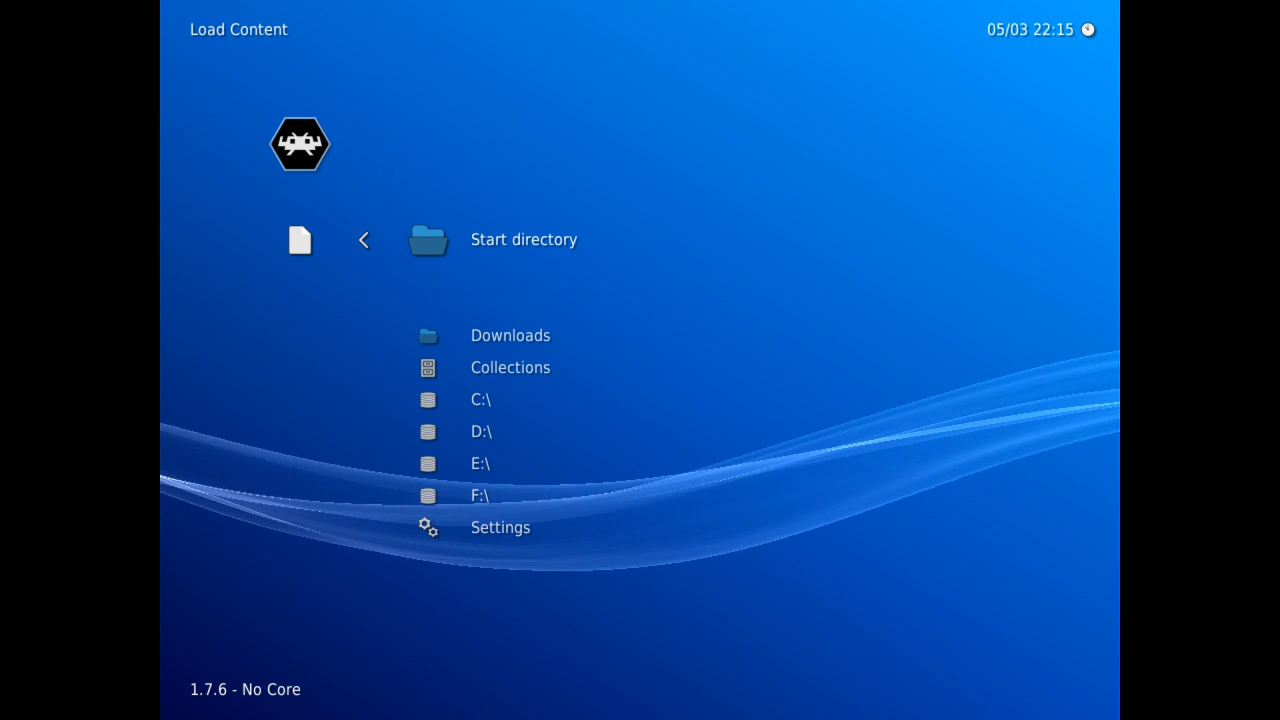 Load Content
05/03 22:15
Start directory
Downloads
Collections
C:\
D:\
E:\
F:\
Settings
1.7.6 - No Core